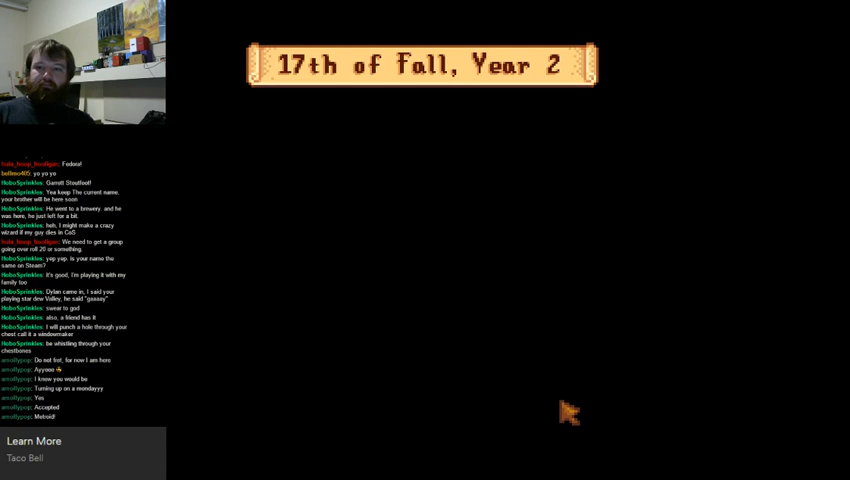 17th of Fall, Year 2
hula_hoop_hooligan: Fedora!
bellimo405: yo yo yo
HoboSprinkles: Garrett Stoutfoot!
HoboSprinkles: Yea keep The current name,
your brother will be here soon
HoboSprinkles: He went to a brewery. and he
was here, he just left for a bit.
HoboSprinkles: heh, I might make a crazy
wizard if my guy dies in CoS
hula_hoop_hooligan: We need to get a group
going over roll 20 or something.
HoboSprinkles: yep yep. is your name the
same on Steam?
HoboSprinkles: it's good, I'm playing it with my
family too
HoboSprinkles: Dylan came in, I said your
playing star dew Valley, he said "gaaaay"
HoboSprinkles: swear to god
HoboSprinkles: also, a friend has it
HoboSprinkles: I will punch a hole through your
chest call it a windowmaker
HoboSprinkles: be whistling through your
chestbones
amollypop: Do not fret, for now I am here
amollypop: Ayyooo
amollypop: I knew you would be
amollypop: Turning up on a mondayyy
amollypop: Yes
amollypop: Accepted
amollypop: Metroid!
Learn More
Taco Bell